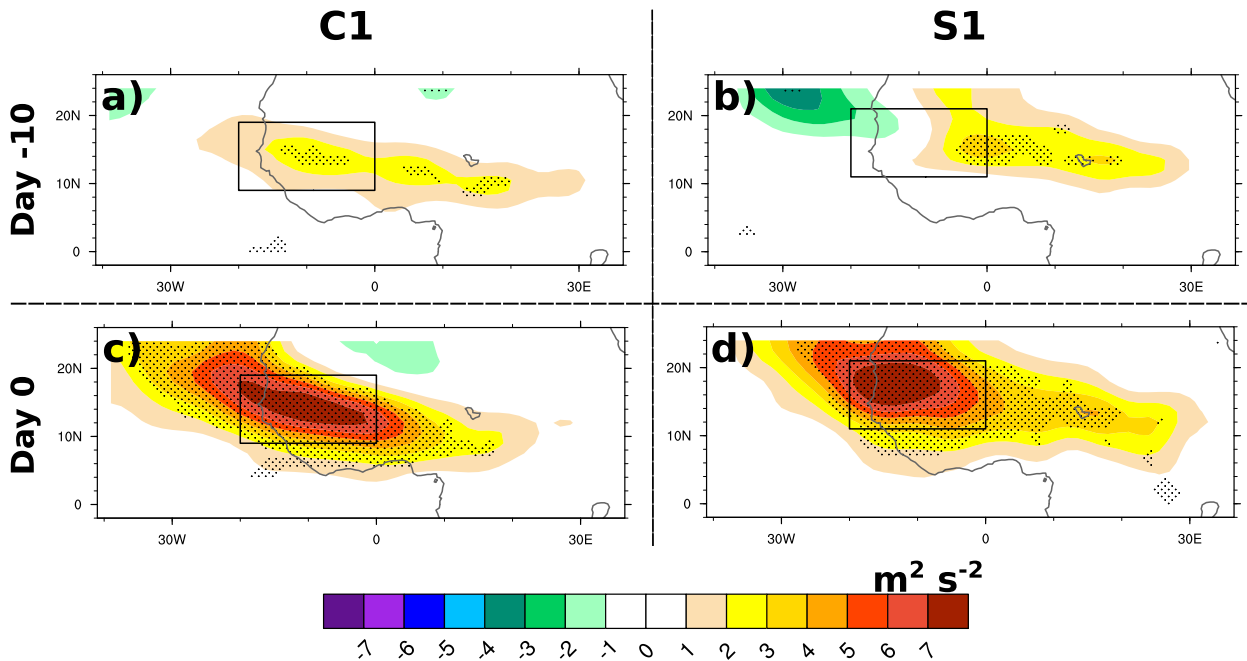 C1 S1
Day -10
a) b)
20N 20N
10N 10N
0 0
30W 0 30E 30W 0 30E
Day 0
c) d)
20N 20N
10N 10N
0 0
30W 0 30E 30W 0 30E
m² s⁻²
-7 -6 -5 -4 -3 -2 -1 0 1 2 3 4 5 6 7